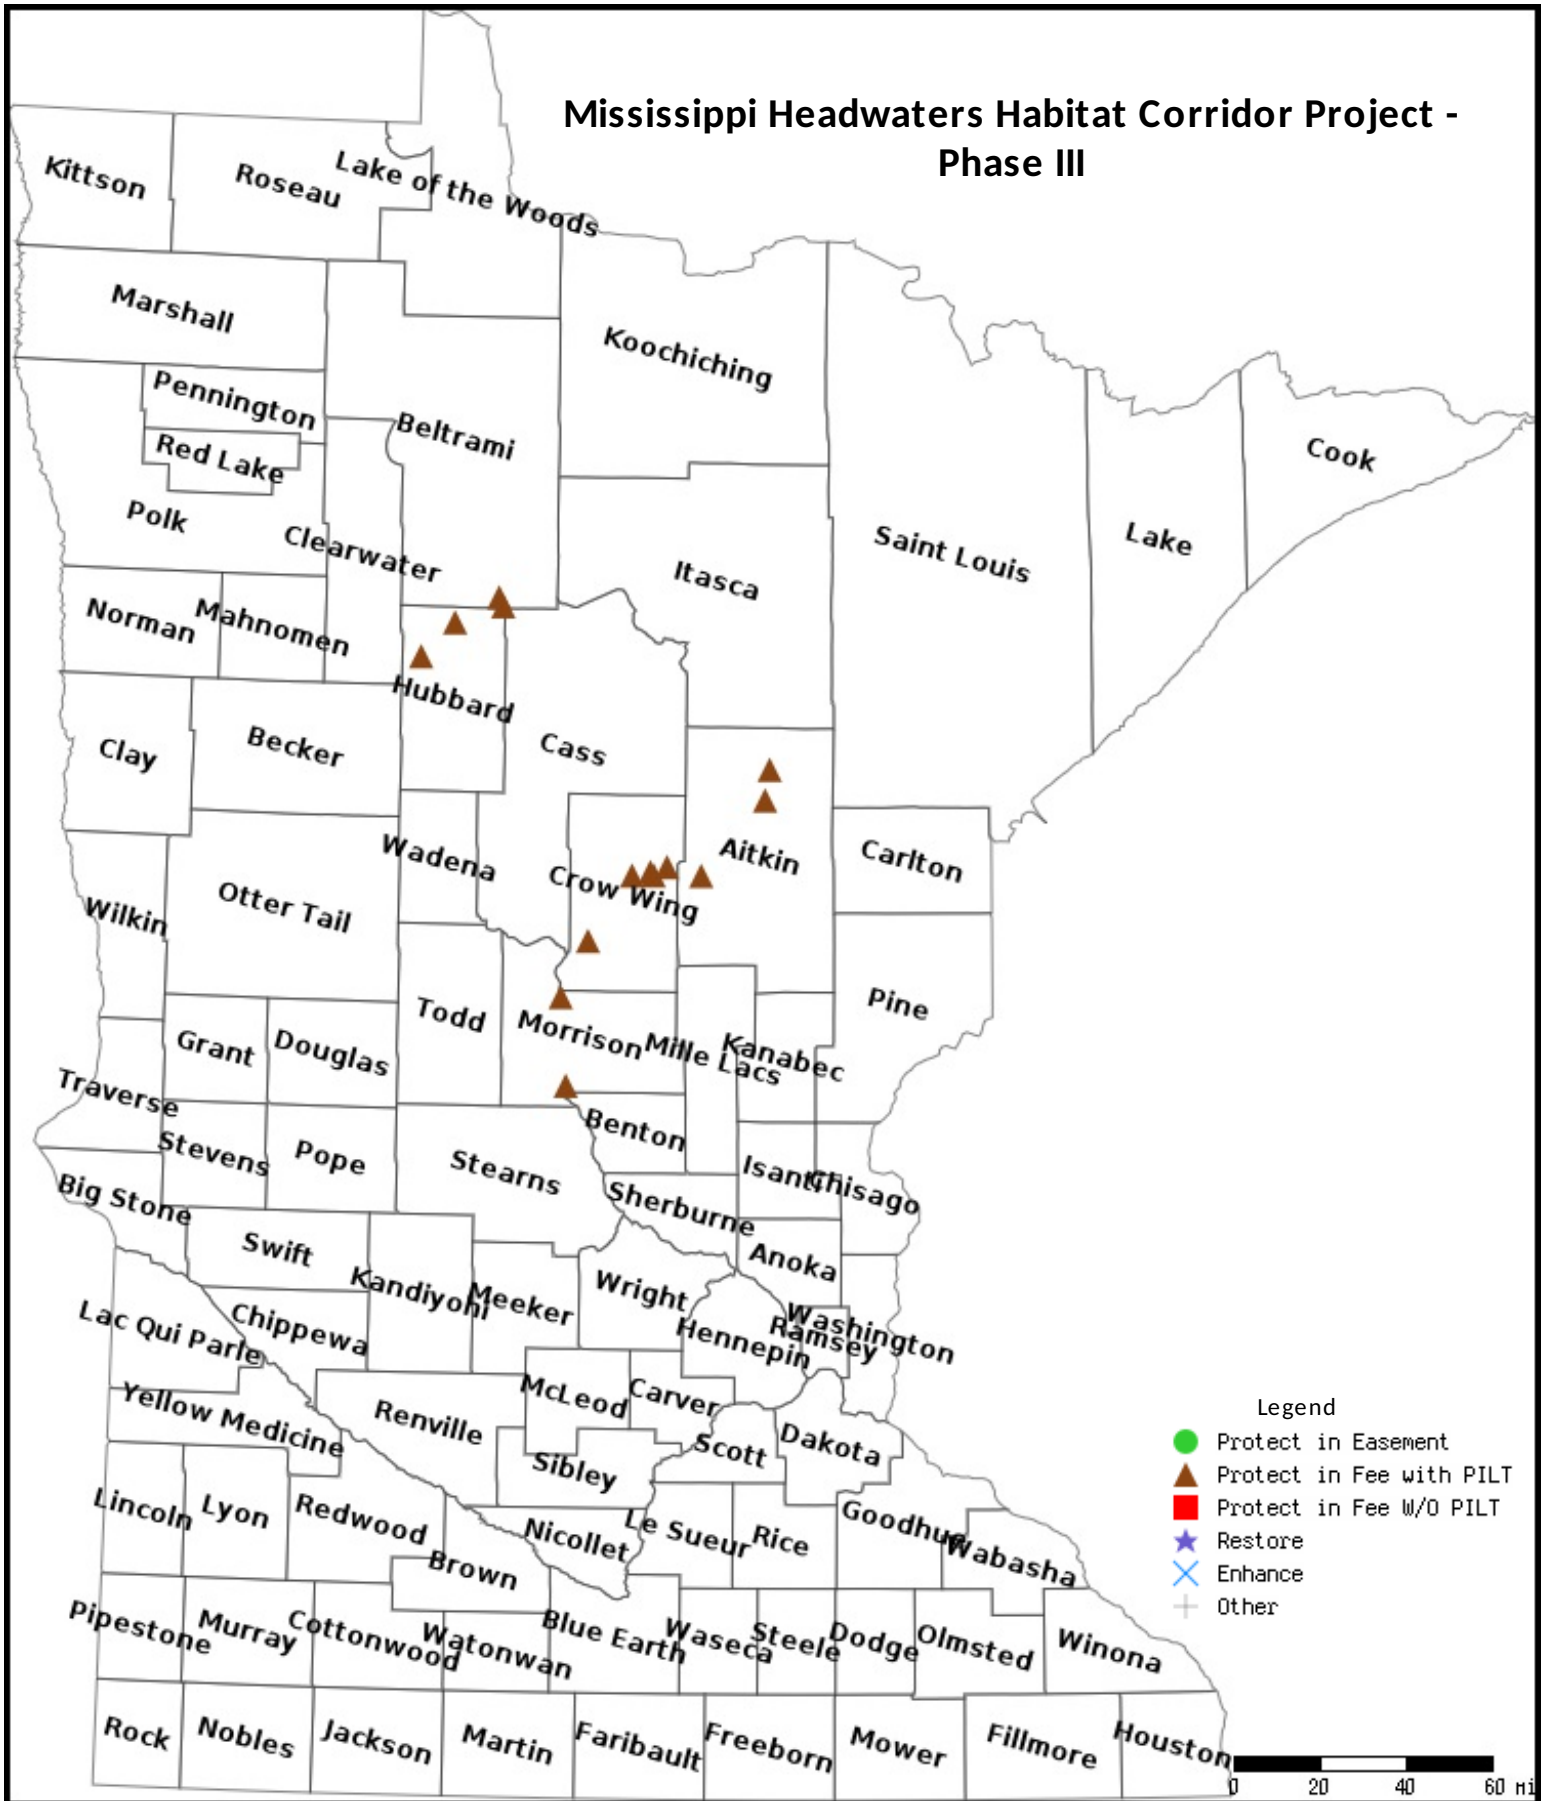 Mississippi Headwaters Habitat Corridor Project -
Phase III
Kittson
Roseau
Lake of the Woods
Marshall
Koochiching
Pennington
Beltrami
Red Lake
Cook
Polk
Clearwater
Saint Louis
Lake
Itasca
Norman
Mahnomen
Hubbard
Clay
Becker
Cass
Wadena
Aitkin
Carlton
Crow Wing
Wilkin
Otter Tail
Pine
Todd
Morrison
Mille Lacs
Kanabec
Grant
Douglas
Traverse
Benton
Stevens
Pope
Stearns
Isanti
Chisago
Big Stone
Sherburne
Swift
Anoka
Kandiyohi
Meeker
Wright
Washington
Ramsey
Hennepin
Lac Qui Parle
Chippewa
McLeod
Carver
Yellow Medicine
Renville
Scott
Dakota
Sibley
Lincoln
Lyon
Redwood
Nicollet
Le Sueur
Rice
Goodhue
Wabasha
Brown
Pipestone
Murray
Cottonwood
Watonwan
Blue Earth
Waseca
Steele
Dodge
Olmsted
Winona
Rock
Nobles
Jackson
Martin
Faribault
Freeborn
Mower
Fillmore
Houston
Legend
Protect in Easement
Protect in Fee with PILT
Protect in Fee W/O PILT
Restore
Enhance
Other
0 20 40 60 mi